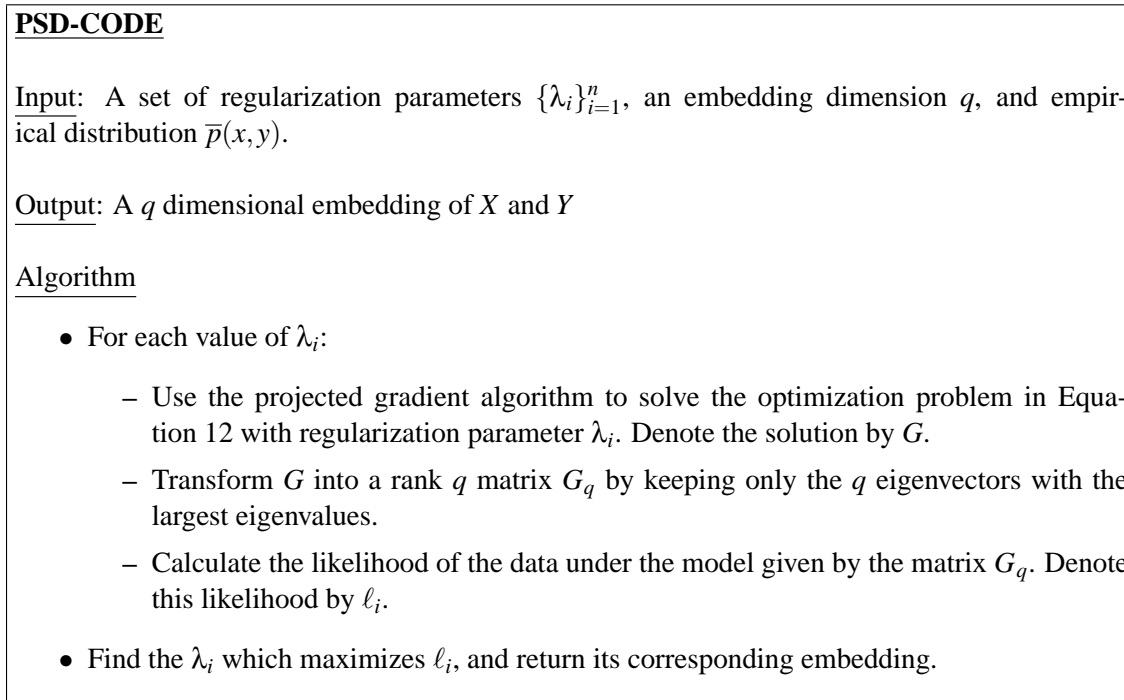 PSD-CODE
Input: A set of regularization parameters {λᵢ}ⁿᵢ₌₁, an embedding dimension q, and empir-
ical distribution p̅(x,y).
Output: A q dimensional embedding of X and Y
Algorithm
• For each value of λᵢ:
– Use the projected gradient algorithm to solve the optimization problem in Equa-
tion 12 with regularization parameter λᵢ. Denote the solution by G.
– Transform G into a rank q matrix G_q by keeping only the q eigenvectors with the
largest eigenvalues.
– Calculate the likelihood of the data under the model given by the matrix G_q. Denote
this likelihood by ℓᵢ.
• Find the λᵢ which maximizes ℓᵢ, and return its corresponding embedding.